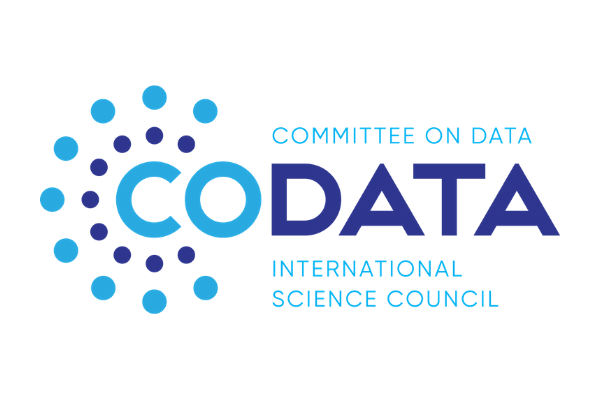 COMMITTEE ON DATA
CODATA
INTERNATIONAL
SCIENCE COUNCIL